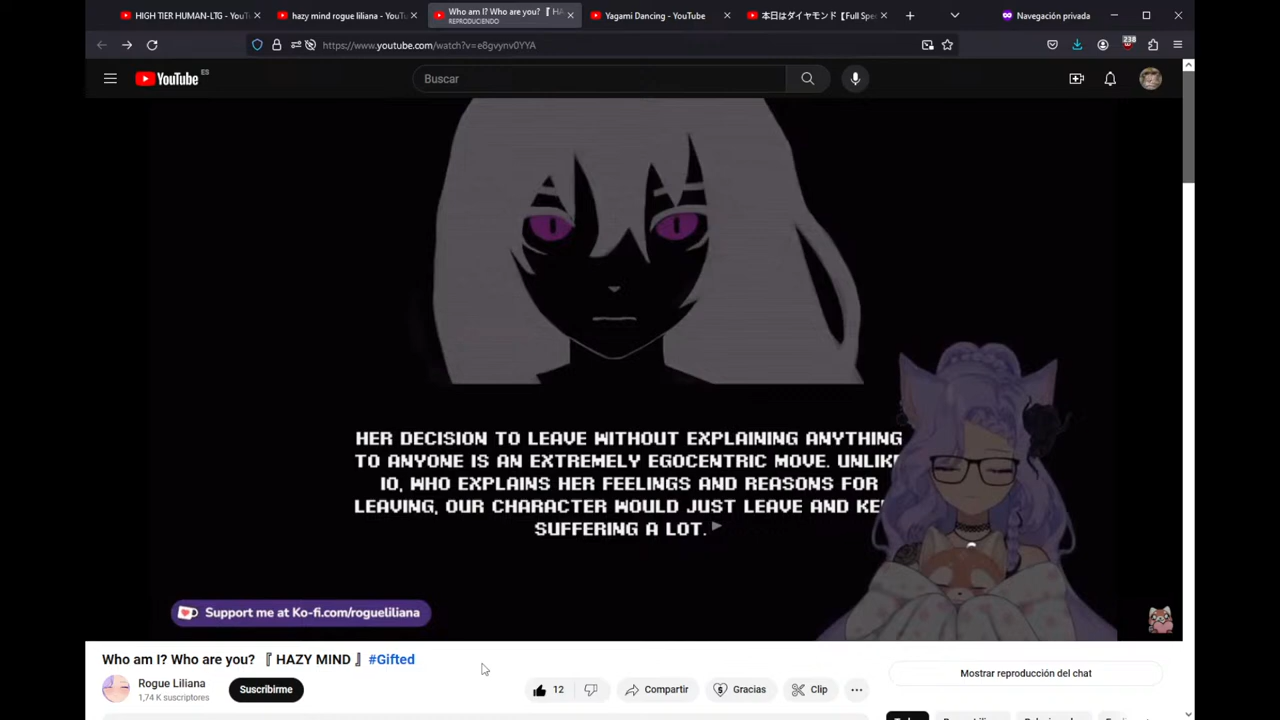 HIGH TIER HUMAN-LTG - YouTu
hazy mind rogue liliana - YouTu
Who am I? Who are you? 『 HA
REPRODUCIENDO
Yagami Dancing - YouTube
本日はダイヤモンド【Full Spe
Navegación privada
https://www.youtube.com/watch?v=e8gvynv0YYA
238
YouTube ES
Buscar
HER DECISION TO LEAVE WITHOUT EXPLAINING ANYTHING
TO ANYONE IS AN EXTREMELY EGOCENTRIC MOVE. UNLIKE
IO, WHO EXPLAINS HER FEELINGS AND REASONS FOR
LEAVING, OUR CHARACTER WOULD JUST LEAVE AND KE
SUFFERING A LOT.
Support me at Ko-fi.com/rogueliliana
Who am I? Who are you? 『 HAZY MIND 』 #Gifted
Rogue Liliana
1,74 K suscriptores
Suscribirme
12
Compartir
Gracias
Clip
Mostrar reproducción del chat